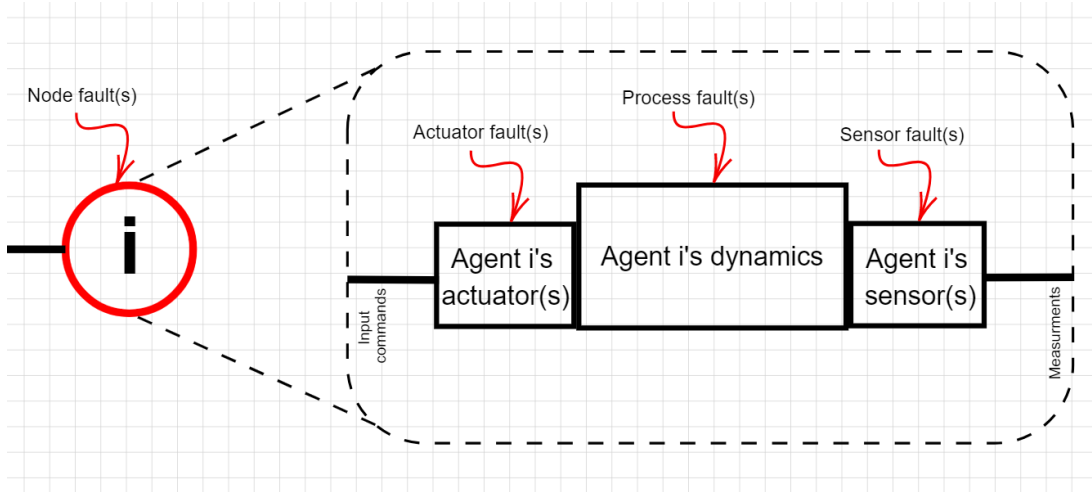 Node fault(s)
i
Actuator fault(s)
Process fault(s)
Sensor fault(s)
Input
commands
Agent i's
actuator(s)
Agent i's dynamics
Agent i's
sensor(s)
Measurments